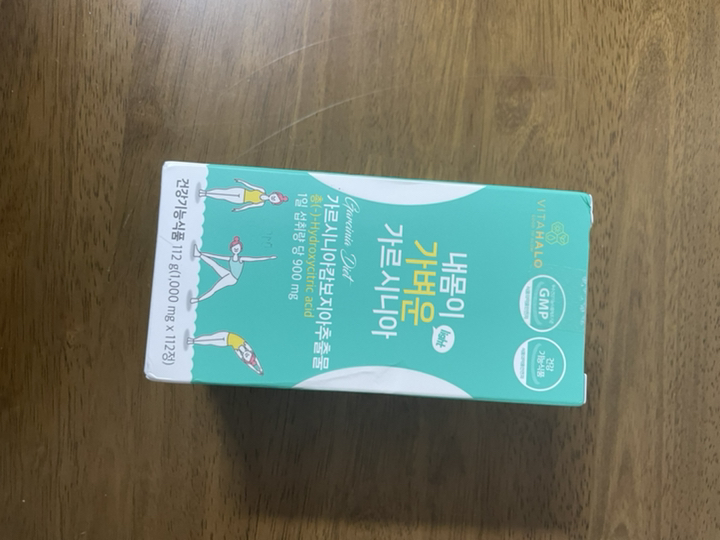 VITAHALO
GMP
건강
기능식품
내몸이
가벼운
가르시니아
light
Garcinia Diet
가르시니아캄보지아추출물
총(-)-Hydroxycitric acid
1일 섭취량 당 900 mg
건강기능식품 112 g(1,000 mg x 112정)